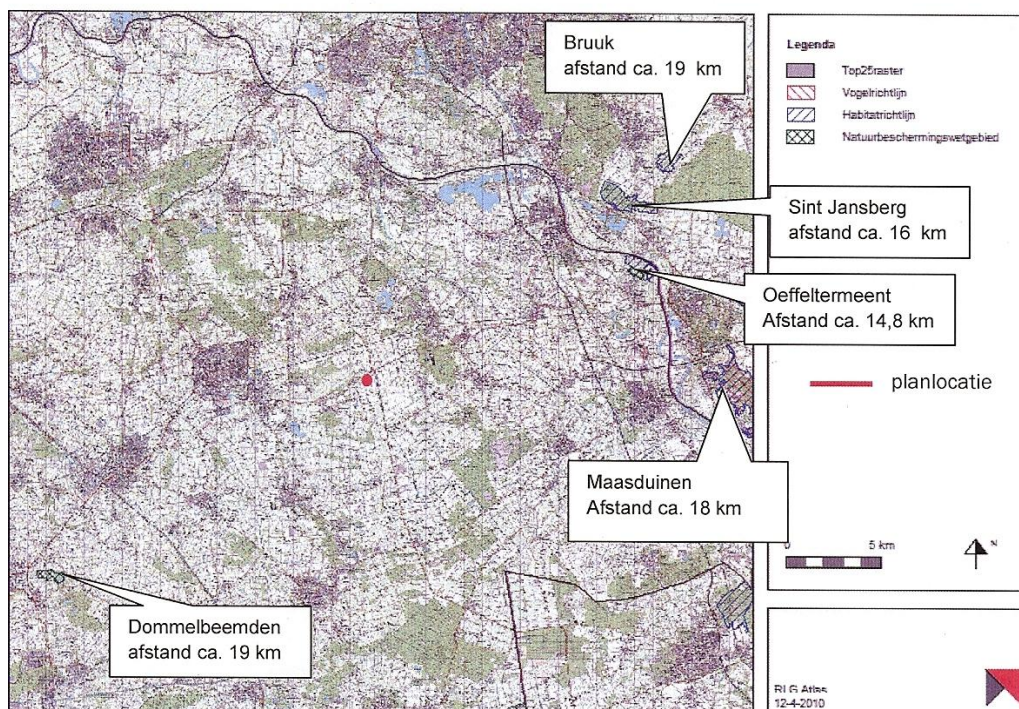 Bruuk
afstand ca. 19 km
Legenda
Top25raster
Vogelrichtlijn
Habitatrichtlijn
Natuurbeschermingswetgebied
Sint Jansberg
afstand ca. 16 km
Oeffeltermeent
Afstand ca. 14,8 km
planlocatie
Maasduinen
Afstand ca. 18 km
0 5 km
N
Dommelbeemden
afstand ca. 19 km
RLG Atlas
12-4-2010